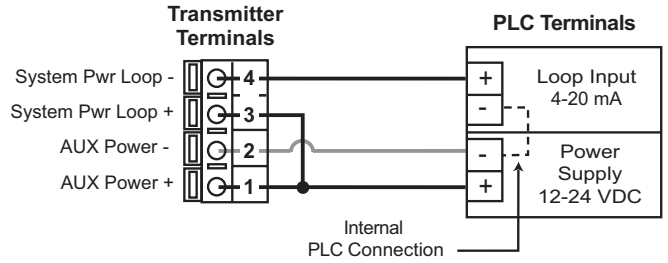 Transmitter
Terminals
PLC Terminals
System Pwr Loop -
4
+
Loop Input
4-20 mA
System Pwr Loop +
3
-
AUX Power -
2
-
Power
Supply
12-24 VDC
AUX Power +
1
+
Internal
PLC Connection